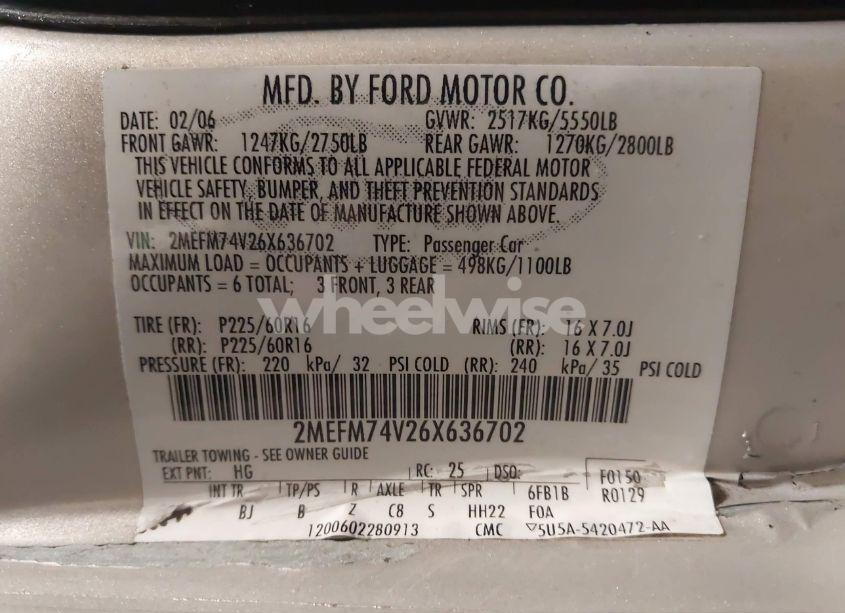 MFD. BY FORD MOTOR CO.
DATE: 02/06 GVWR: 2517KG/5550LB
FRONT GAWR: 1247KG/2750LB REAR GAWR: 1270KG/2800LB
THIS VEHICLE CONFORMS TO ALL APPLICABLE FEDERAL MOTOR
VEHICLE SAFETY, BUMPER, AND THEFT PREVENTION STANDARDS
IN EFFECT ON THE DATE OF MANUFACTURE SHOWN ABOVE.
VIN: 2MEFM74V26X636702 TYPE: Passenger Car
MAXIMUM LOAD = OCCUPANTS + LUGGAGE = 498KG/1100LB
OCCUPANTS = 6 TOTAL; 3 FRONT, 3 REAR
wheelwise
TIRE (FR): P225/60R16 RIMS (FR): 16 X 7.0J
(RR): P225/60R16 (RR): 16 X 7.0J
PRESSURE (FR): 220 kPa/ 32 PSI COLD (RR): 240 kPa/ 35 PSI COLD
2MEFM74V26X636702
TRAILER TOWING - SEE OWNER GUIDE
EXT PNT: HG RC: 25 DSO: F0150
INT TR TP/PS R AXLE TR SPR 6FB1B R0129
BJ B Z C8 S HH22 F0A
1200602280913 CMC ▽5U5A-5420472-AA